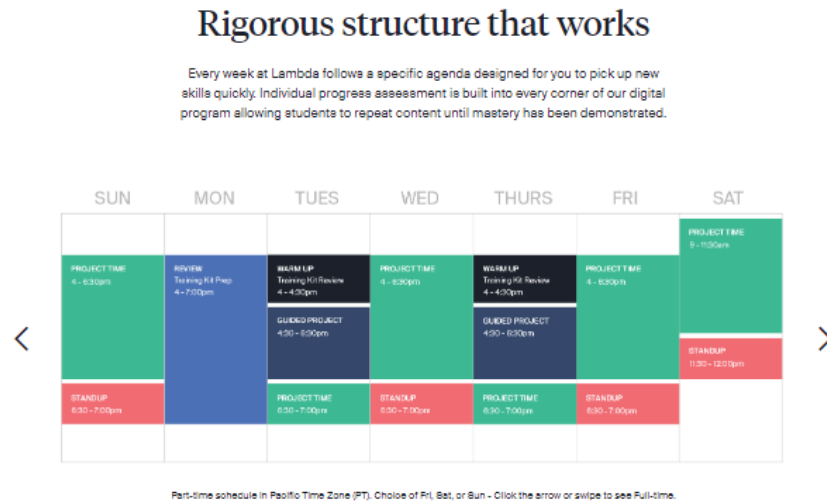 Rigorous structure that works
Every week at Lambda follows a specific agenda designed for you to pick up new
skills quickly. Individual progress assessment is built into every corner of our digital
program allowing students to repeat content until mastery has been demonstrated.
SUN MON TUES WED THURS FRI SAT
PROJECT TIME
4 - 6:30pm
STANDUP
6:30 - 7:00pm
REVIEW
Training Kit Prep
4 - 7:00pm
WARM UP
Training Kit Review
4 - 4:30pm
GUIDED PROJECT
4:30 - 6:30pm
PROJECT TIME
6:30 - 7:00pm
PROJECT TIME
4 - 6:30pm
STANDUP
6:30 - 7:00pm
WARM UP
Training Kit Review
4 - 4:30pm
GUIDED PROJECT
4:30 - 6:30pm
PROJECT TIME
6:30 - 7:00pm
PROJECT TIME
4 - 6:30pm
STANDUP
6:30 - 7:00pm
PROJECT TIME
9 - 11:30am
STANDUP
11:30 - 12:00pm
Part-time schedule in Pacific Time Zone (PT). Choice of Fri, Sat, or Sun - Click the arrow or swipe to see Full-time.